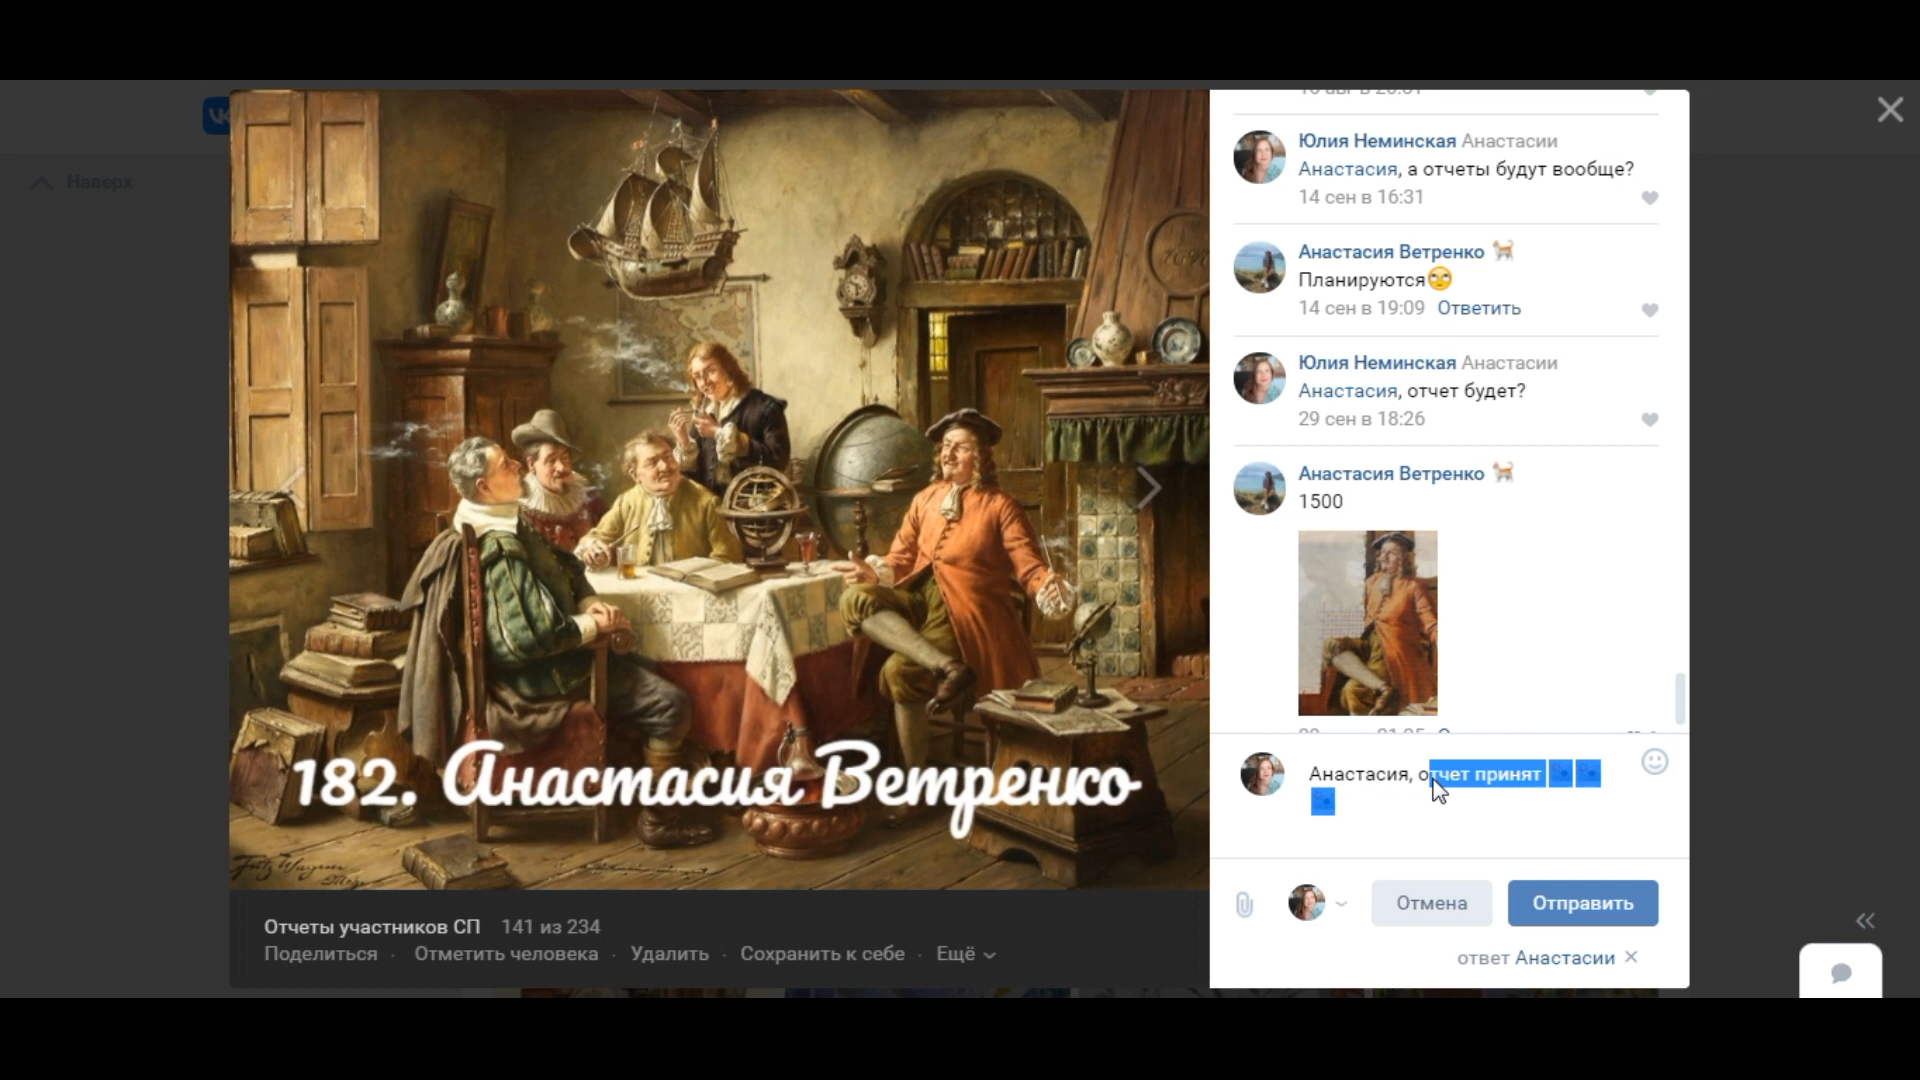 Наверх
182. Анастасия Ветренко
Отчеты участников СП 141 из 234
Поделиться · Отметить человека · Удалить · Сохранить к себе · Ещё
Юлия Неминская Анастасии
Анастасия, а отчеты будут вообще?
14 сен в 16:31
Анастасия Ветренко
Планируются
14 сен в 19:09 Ответить
Юлия Неминская Анастасии
Анастасия, отчет будет?
29 сен в 18:26
Анастасия Ветренко
1500
Анастасия, отчет принят
Отмена
Отправить
ответ Анастасии